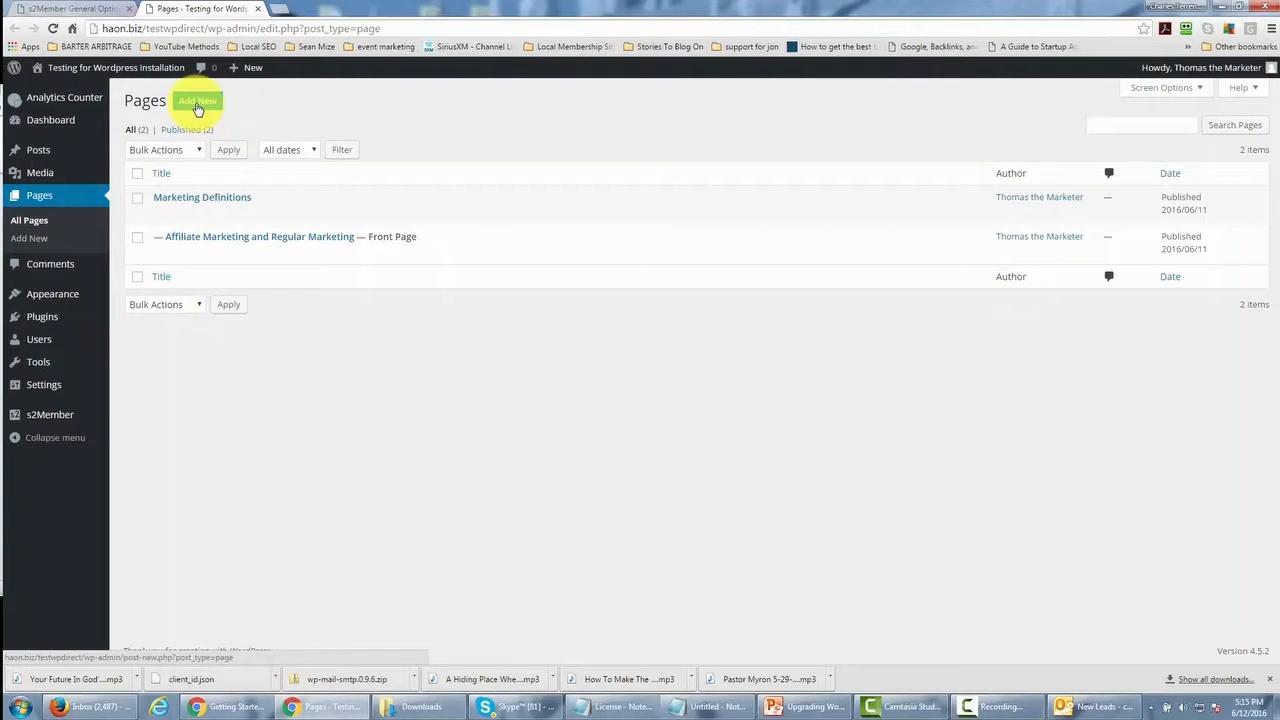 s2Member General Option
Pages ‹ Testing for Wordp
Charles Terren...
haon.biz/testwpdirect/wp-admin/edit.php?post_type=page
Apps BARTER ARBITRAGE YouTube Methods Local SEO Sean Mize event marketing SiriusXM - Channel Li Local Membership Si Stories To Blog On support for jon How to get the best Google, Backlinks, an A Guide to Startup A » Other bookmarks
Testing for Wordpress Installation 0 + New Howdy, Thomas the Marketer
Analytics Counter
Dashboard
Posts
Media
Pages
All Pages
Add New
Comments
Appearance
Plugins
Users
Tools
Settings
s2Member
Collapse menu
Screen Options ▼ Help ▼
Pages Add New
All (2) | Published (2)
Search Pages
Bulk Actions Apply All dates Filter 2 items
Title Author Date
Marketing Definitions Thomas the Marketer — Published
2016/06/11
— Affiliate Marketing and Regular Marketing — Front Page Thomas the Marketer — Published
2016/06/11
Title Author Date
Bulk Actions Apply 2 items
Version 4.5.2
haon.biz/testwpdirect/wp-admin/post-new.php?post_type=page
Your Future In God'....mp3 client_id.json wp-mail-smtp.0.9.6.zip A Hiding Place Whe....mp3 How To Make The ....mp3 Pastor Myron 5-29-....mp3 Show all downloads...
Inbox (2,487) - ... Getting Starte... Pages ‹ Testin... Downloads Skype™ [81] - ... License - Note... Untitled - Not... Upgrading Wo... Camtasia Stud... Recording... New Leads - c... 5:15 PM
6/12/2016